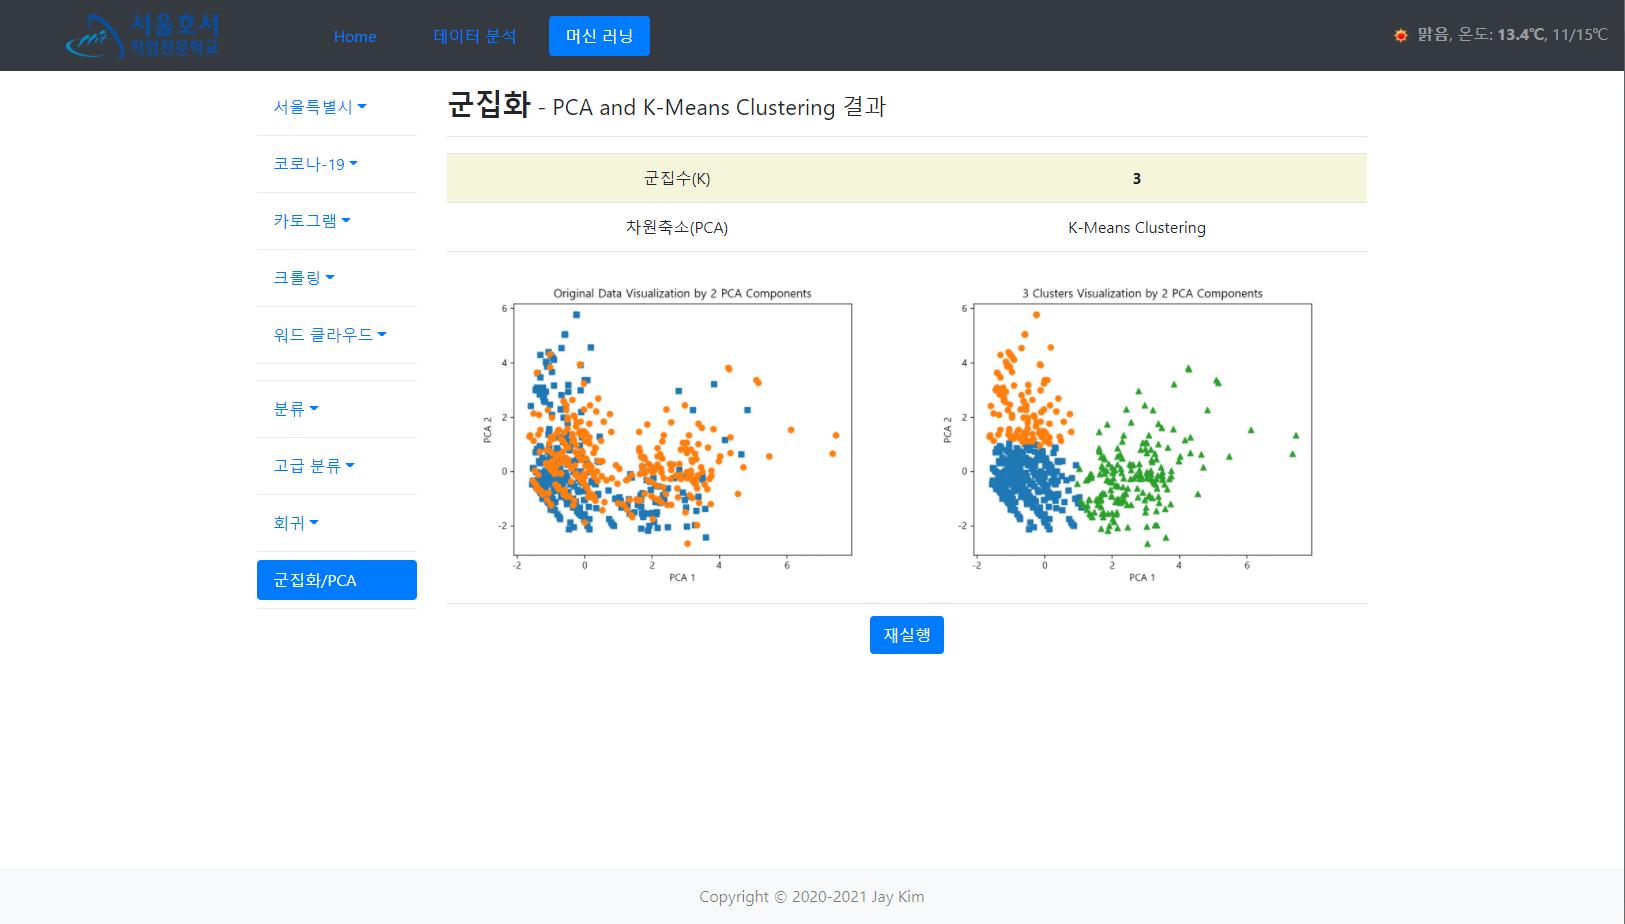 서울호서
직업전문학교
Home
데이터 분석
머신 러닝
맑음, 온도: 13.4℃, 11/15℃
서울특별시
코로나-19
카토그램
크롤링
워드 클라우드
분류
고급 분류
회귀
군집화/PCA
군집화 - PCA and K-Means Clustering 결과
군집수(K) 3
차원축소(PCA) K-Means Clustering
Original Data Visualization by 2 PCA Components
6
4
2
0
-2
PCA 2
-2 0 2 4 6
PCA 1
3 Clusters Visualization by 2 PCA Components
6
4
2
0
-2
PCA 2
-2 0 2 4 6
PCA 1
재실행
Copyright © 2020-2021 Jay Kim